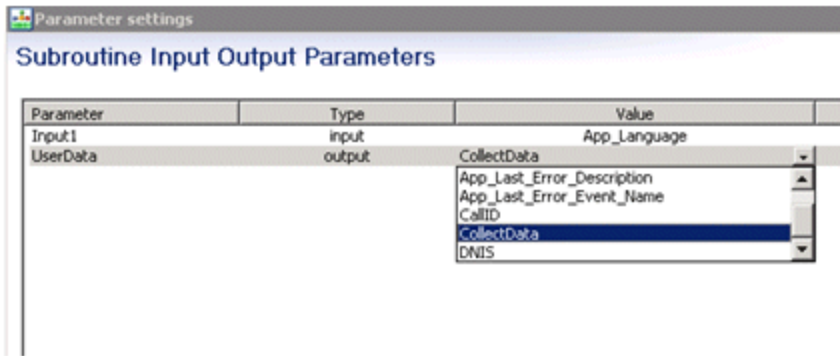 Parameter settings
Subroutine Input Output Parameters
Parameter Type Value
Input1 input App_Language
UserData output CollectData
App_Last_Error_Description
App_Last_Error_Event_Name
CallID
CollectData
DNIS